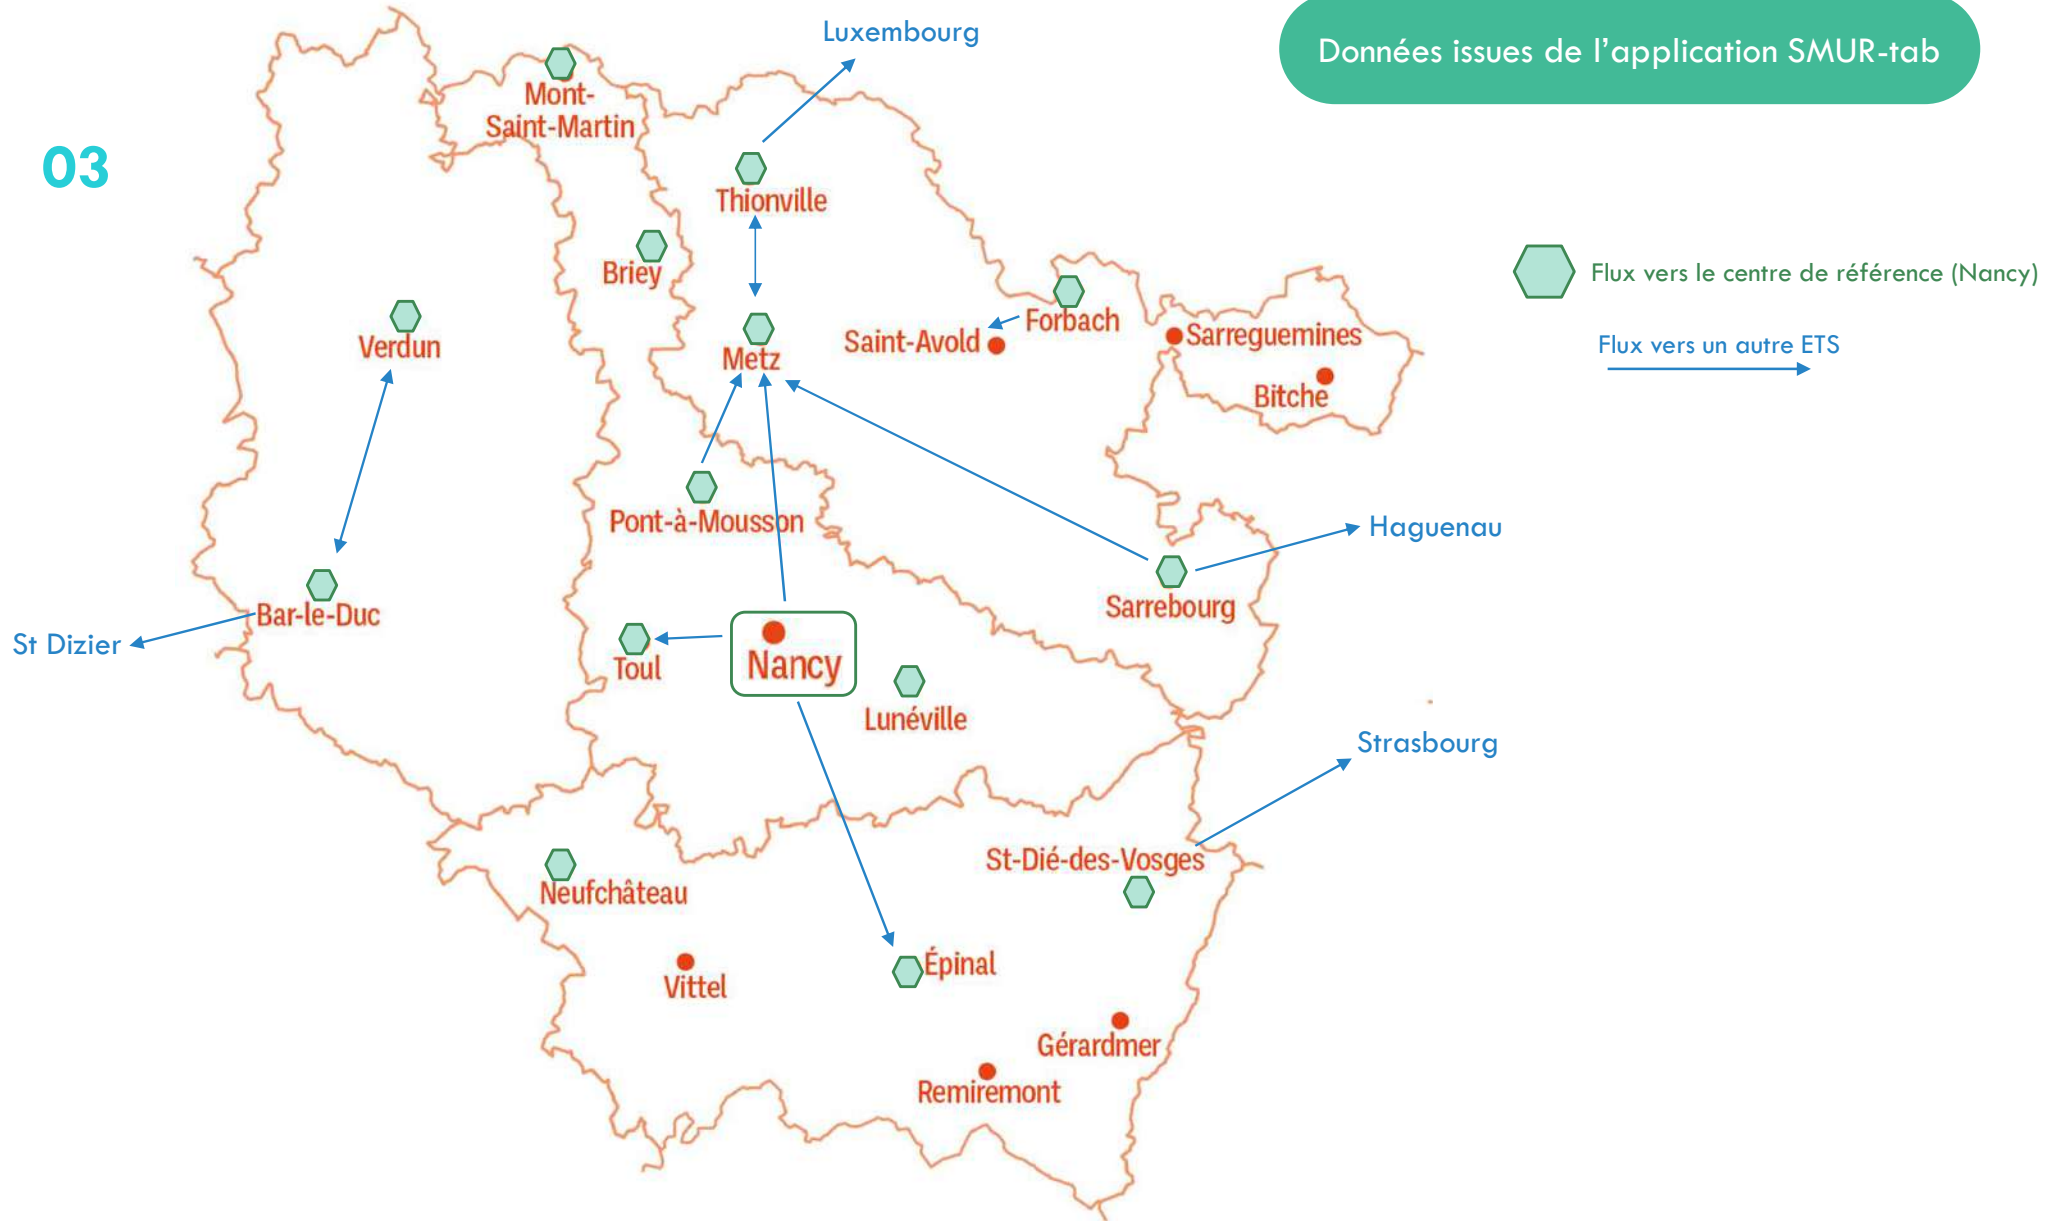 Luxembourg
Données issues de l'application SMUR-tab
Mont-
Saint-Martin
03
Thionville
Briey
Flux vers le centre de référence (Nancy)
Verdun
Metz
Saint-Avold
Forbach
Sarreguemines
Flux vers un autre ETS
Bitche
Pont-à-Mousson
Haguenau
Bar-le-Duc
Sarrebourg
St Dizier
Toul
Nancy
Lunéville
Strasbourg
St-Dié-des-Vosges
Neufchâteau
Épinal
Vittel
Gérardmer
Remiremont